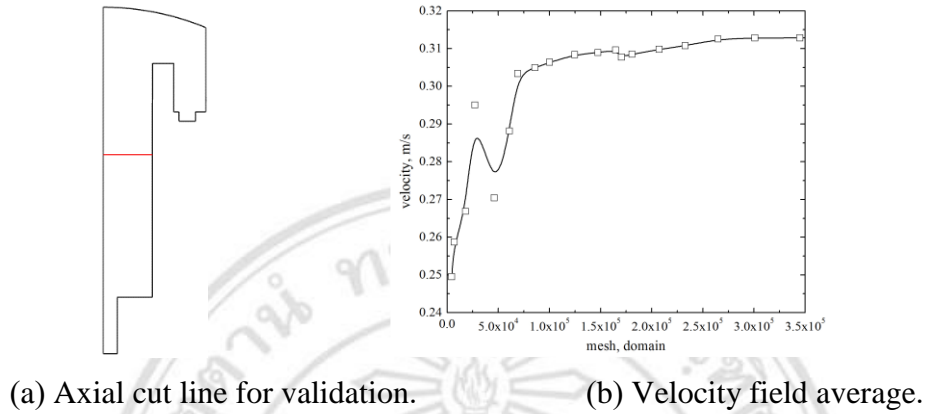 0.32
0.31
0.30
0.29
0.28
0.27
0.26
0.25
0.24
velocity, m/s
0.0 5.0x10⁴ 1.0x10⁵ 1.5x10⁵ 2.0x10⁵ 2.5x10⁵ 3.0x10⁵ 3.5x10⁵
mesh, domain
(a) Axial cut line for validation. (b) Velocity field average.